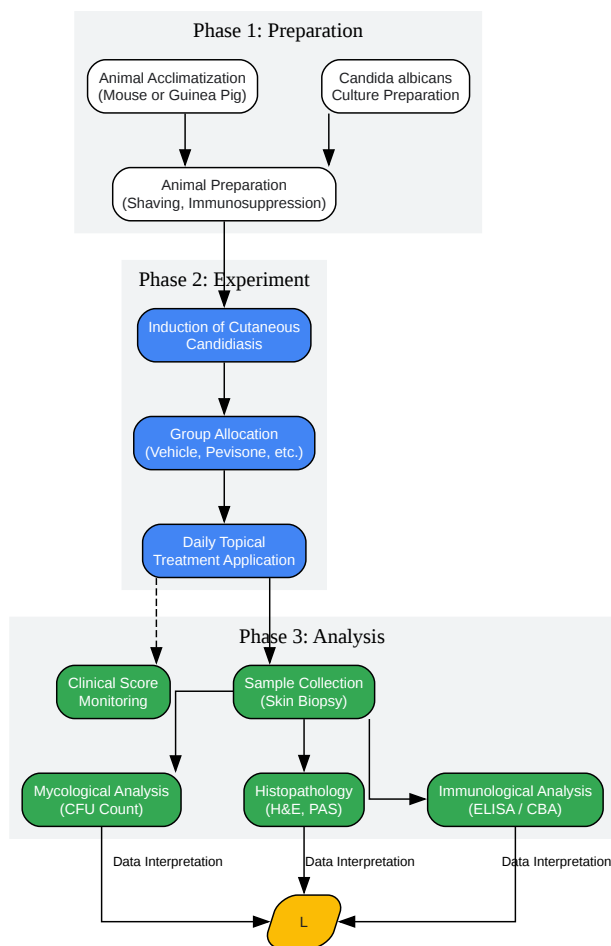 Phase 1: Preparation
Animal Acclimatization
(Mouse or Guinea Pig)
Candida albicans
Culture Preparation
Animal Preparation
(Shaving, Immunosuppression)
Phase 2: Experiment
Induction of Cutaneous
Candidiasis
Group Allocation
(Vehicle, Pevisone, etc.)
Daily Topical
Treatment Application
Phase 3: Analysis
Clinical Score
Monitoring
Sample Collection
(Skin Biopsy)
Mycological Analysis
(CFU Count)
Histopathology
(H&E, PAS)
Immunological Analysis
(ELISA / CBA)
Data Interpretation
Data Interpretation
Data Interpretation
L